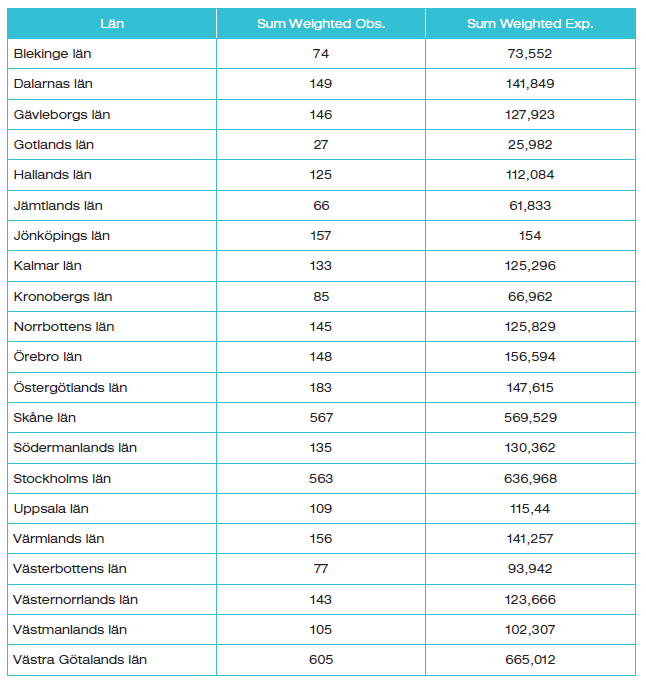 Län Sum Weighted Obs. Sum Weighted Exp.
Blekinge län 74 73,552
Dalarnas län 149 141,849
Gävleborgs län 146 127,923
Gotlands län 27 25,982
Hallands län 125 112,084
Jämtlands län 66 61,833
Jönköpings län 157 154
Kalmar län 133 125,296
Kronobergs län 85 66,962
Norrbottens län 145 125,829
Örebro län 148 156,594
Östergötlands län 183 147,615
Skåne län 567 569,529
Södermanlands län 135 130,362
Stockholms län 563 636,968
Uppsala län 109 115,44
Värmlands län 156 141,257
Västerbottens län 77 93,942
Västernorrlands län 143 123,666
Västmanlands län 105 102,307
Västra Götalands län 605 665,012